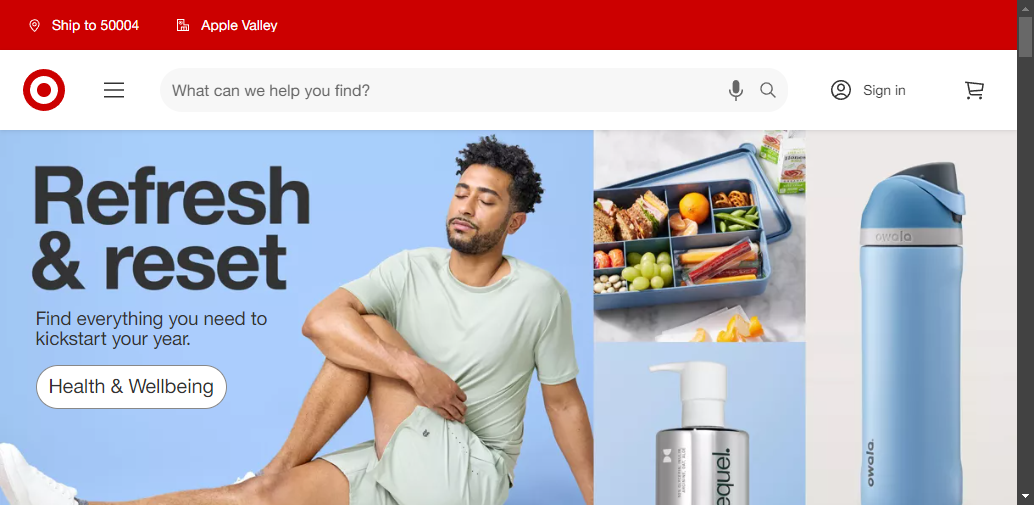 Ship to 50004
Apple Valley
What can we help you find?
Sign in
Refresh
& reset
Find everything you need to
kickstart your year.
Health & Wellbeing
owala
owala.
equel.